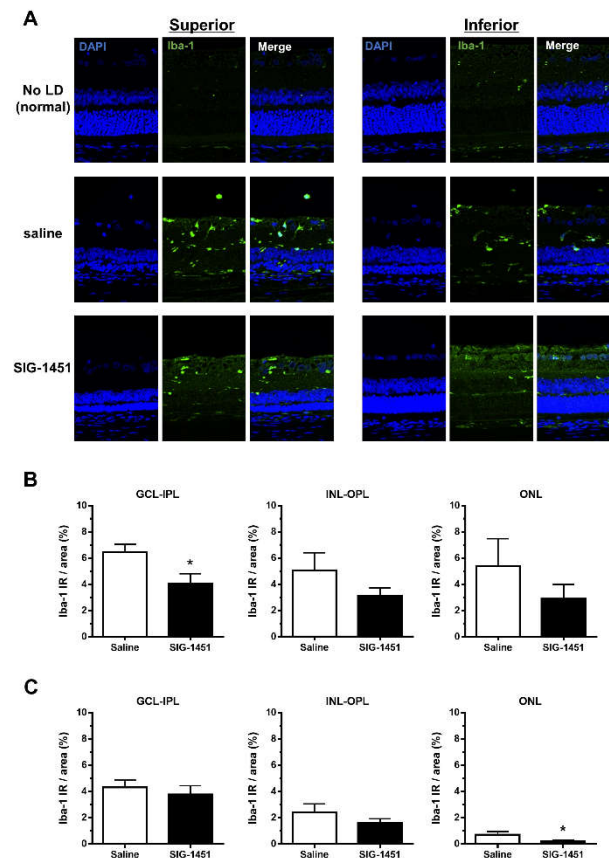 A
Superior
Inferior
DAPI
Iba-1
Merge
DAPI
Iba-1
Merge
No LD
(normal)
saline
SIG-1451
B
GCL-IPL
INL-OPL
ONL
Iba-1 IR / area (%)
10
8
6
4
2
0
*
Saline
SIG-1451
Iba-1 IR / area (%)
10
8
6
4
2
0
Saline
SIG-1451
Iba-1 IR / area (%)
10
8
6
4
2
0
Saline
SIG-1451
C
GCL-IPL
INL-OPL
ONL
Iba-1 IR / area (%)
10
8
6
4
2
0
Saline
SIG-1451
Iba-1 IR / area (%)
10
8
6
4
2
0
Saline
SIG-1451
Iba-1 IR / area (%)
10
8
6
4
2
0
*
Saline
SIG-1451